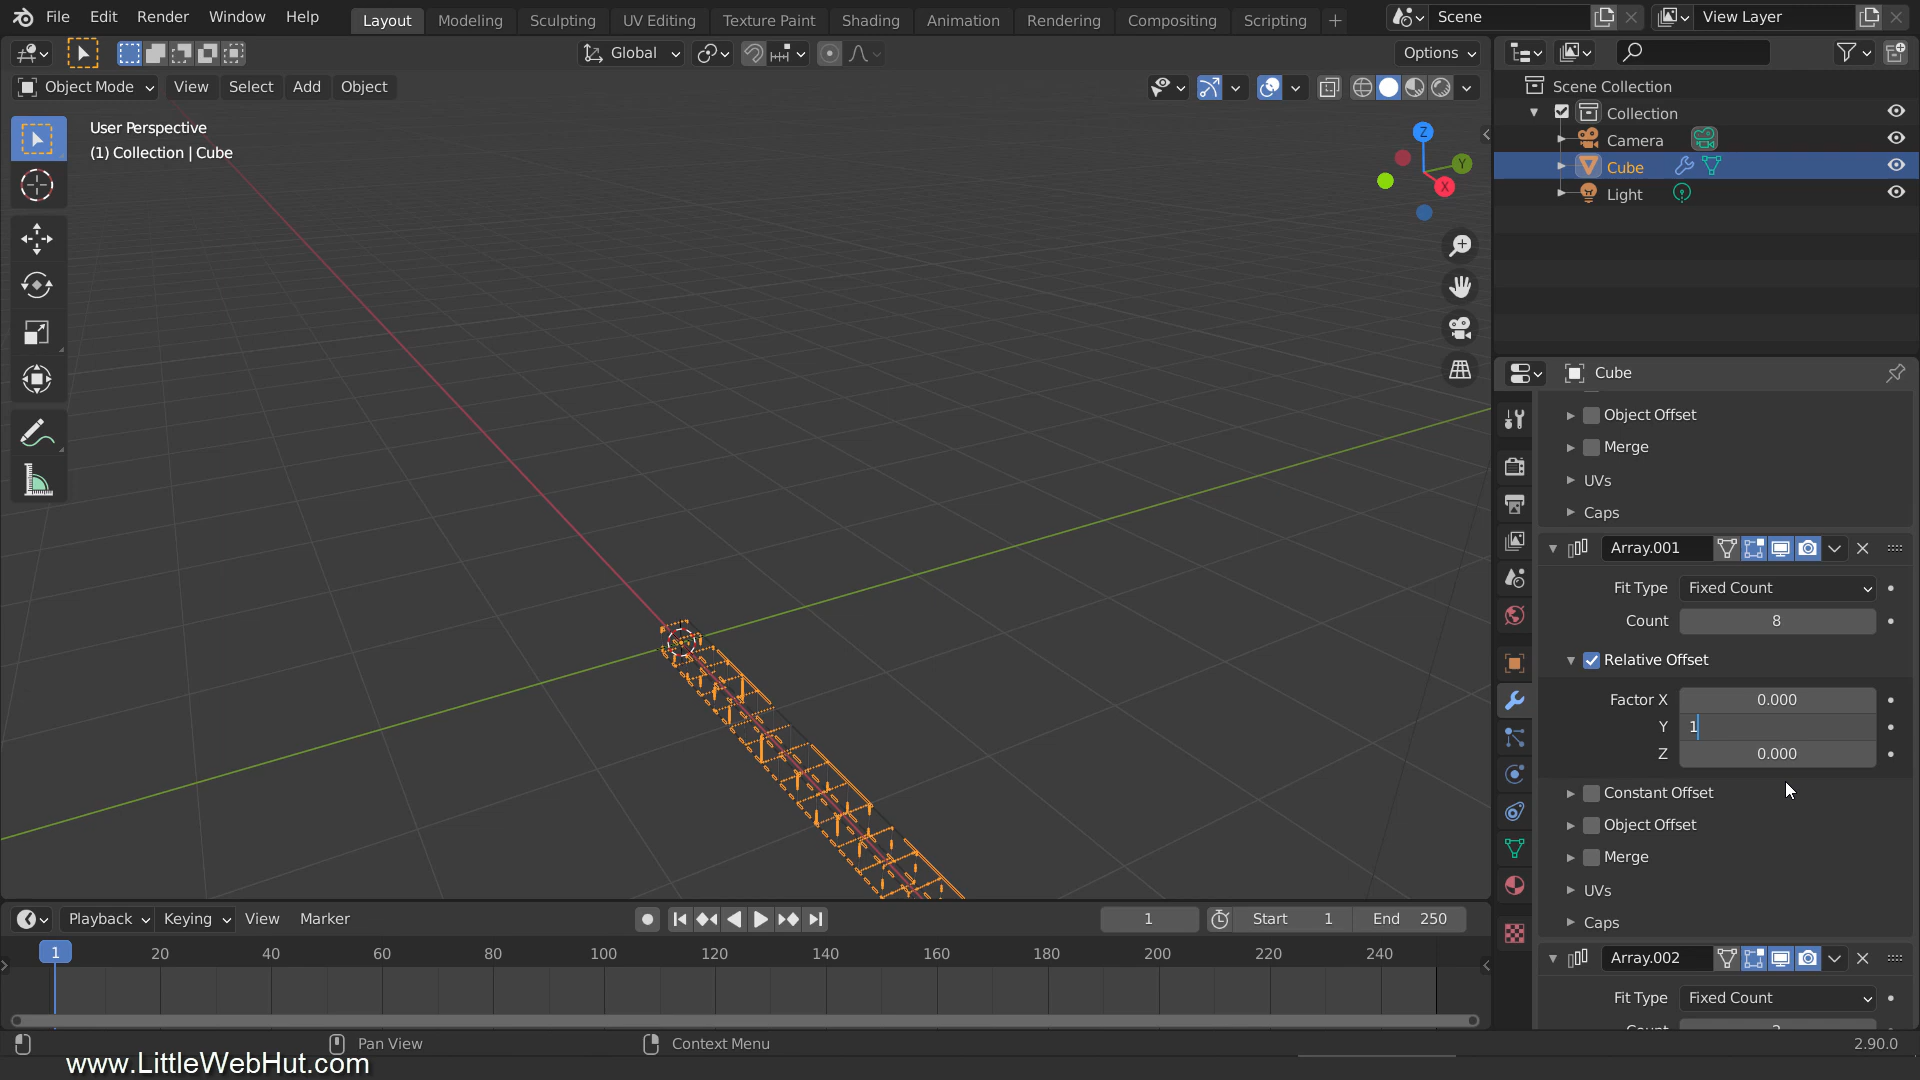 File Edit Render Window Help Layout Modeling Sculpting UV Editing Texture Paint Shading Animation Rendering Compositing Scripting + Scene View Layer
Global Options
Object Mode View Select Add Object
User Perspective
(1) Collection | Cube
Z
Y
X
Scene Collection
Collection
Camera
Cube
Light
Cube
Object Offset
Merge
UVs
Caps
Array.001
Fit Type Fixed Count
Count 8
Relative Offset
Factor X 0.000
Y 1
Z 0.000
Constant Offset
Object Offset
Merge
UVs
Caps
Array.002
Fit Type Fixed Count
Playback Keying View Marker 1 Start 1 End 250
1 20 40 60 80 100 120 140 160 180 200 220 240
Pan View Context Menu 2.90.0
www.LittleWebHut.com